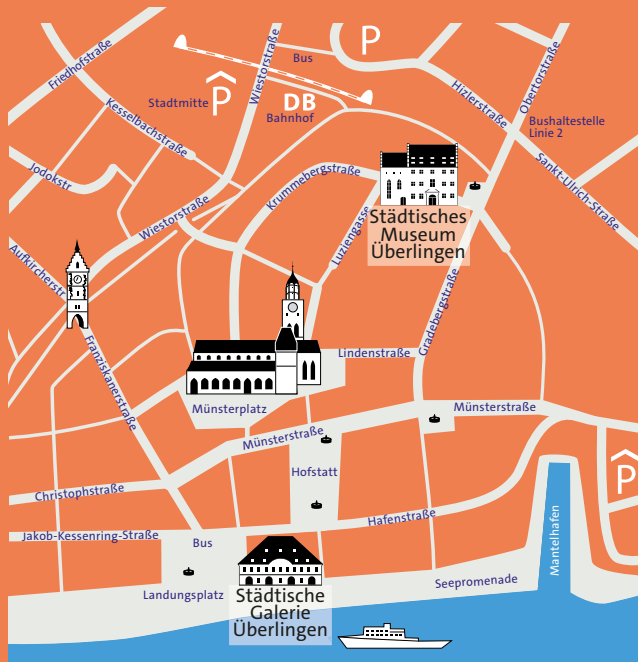 P
Friedhofstraße
Wiestorstraße
Bus
Stadtmitte
P
DB
Bahnhof
Kesselbachstraße
Hizlerstraße
Obertorstraße
Bushaltestelle
Linie 2
Sankt-Ulrich-Straße
Jodokstr
Krummebergstraße
Wiestorstraße
Luziengasse
Städtisches
Museum
Überlingen
Aufkircherstr
Gradebergstraße
Franziskanerstraße
Lindenstraße
Münsterplatz
Münsterstraße
Münsterstraße
Hofstatt
P
Christophstraße
Hafenstraße
Jakob-Kessenring-Straße
Bus
Mantelhafen
Seepromenade
Landungsplatz
Städtische
Galerie
Überlingen